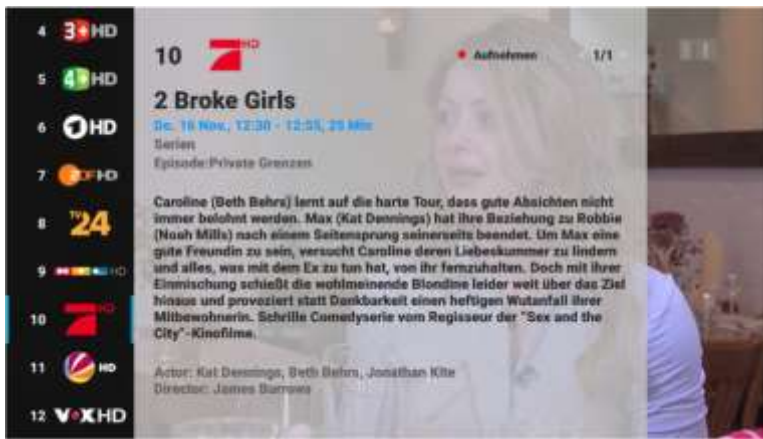 4 3+ HD
5 4+ HD
6 1 HD
7 ZDF HD
8 TV 24
9 HD
10
11 HD
12 VOX HD
10 HD
Aufnehmen 1/1
2 Broke Girls
Do. 16 Nov., 12:30 - 12:55, 25 Min
Serien
Episode:Private Grenzen
Caroline (Beth Behrs) lernt auf die harte Tour, dass gute Absichten nicht
immer belohnt werden. Max (Kat Dennings) hat ihre Beziehung zu Robbie
(Noah Mills) nach einem Seitensprung seinerseits beendet. Um Max eine
gute Freundin zu sein, versucht Caroline deren Liebeskummer zu lindern
und alles, was mit dem Ex zu tun hat, von ihr fernzuhalten. Doch mit ihrer
Einmischung schießt die wohlmeinende Blondine leider weit über das Ziel
hinaus und provoziert statt Dankbarkeit einen heftigen Wutanfall ihrer
Mitbewohnerin. Schrille Comedyserie vom Regisseur der "Sex and the
City"-Kinofilme.
Actor: Kat Dennings, Beth Behrs, Jonathan Kite
Director: James Burrows